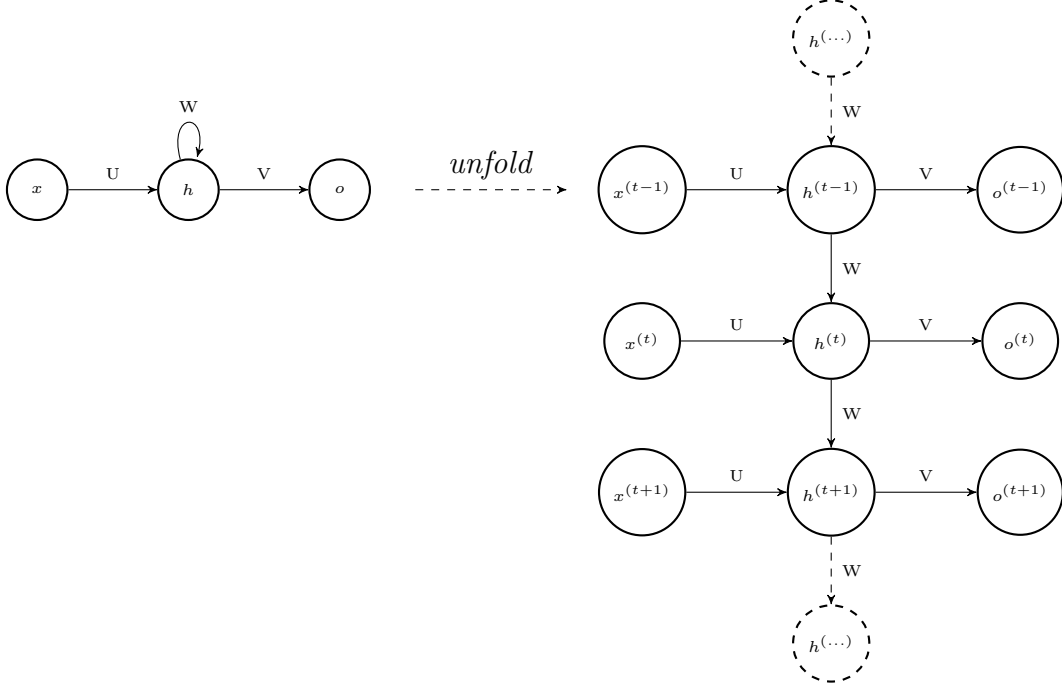 h^(...)
W
W
x U h V o
unfold
x^(t−1) U h^(t−1) V o^(t−1)
W
x^(t) U h^(t) V o^(t)
W
x^(t+1) U h^(t+1) V o^(t+1)
W
h^(...)